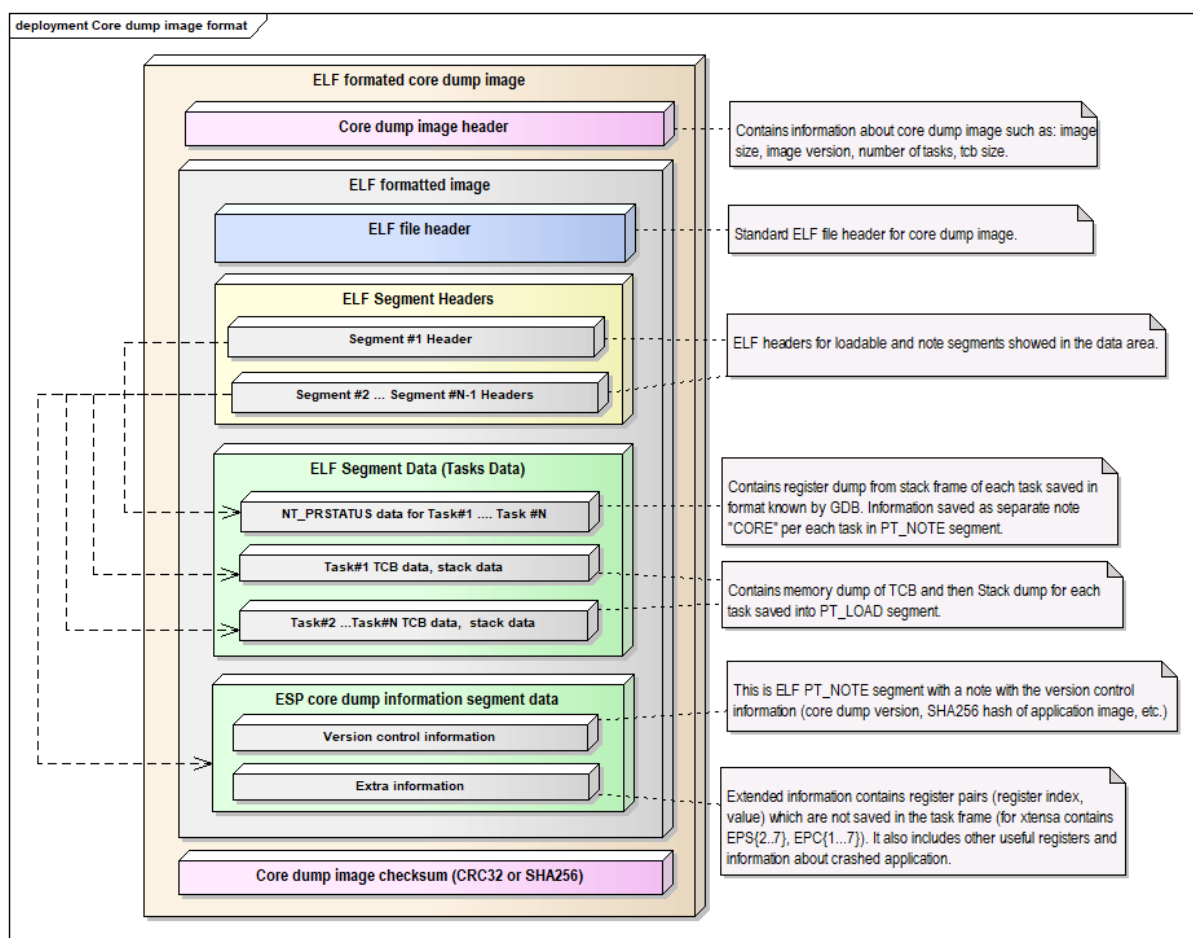 deployment Core dump image format
ELF formated core dump image
Core dump image header
Contains information about core dump image such as: image
size, image version, number of tasks, tcb size.
ELF formatted image
ELF file header
Standard ELF file header for core dump image.
ELF Segment Headers
Segment #1 Header
ELF headers for loadable and note segments showed in the data area.
Segment #2 ... Segment #N-1 Headers
ELF Segment Data (Tasks Data)
NT_PRSTATUS data for Task#1 .... Task #N
Contains register dump from stack frame of each task saved in
format known by GDB. Information saved as separate note
"CORE" per each task in PT_NOTE segment.
Task#1 TCB data, stack data
Contains memory dump of TCB and then Stack dump for each
task saved into PT_LOAD segment.
Task#2 ...Task#N TCB data,  stack data
ESP core dump information segment data
Version control information
This is ELF PT_NOTE segment with a note with the version control
information (core dump version, SHA256 hash of application image, etc.)
Extra information
Extended information contains register pairs (register index,
value) which are not saved in the task frame (for xtensa contains
EPS{2..7}, EPC{1...7}). It also includes other useful registers and
information about crashed application.
Core dump image checksum (CRC32 or SHA256)